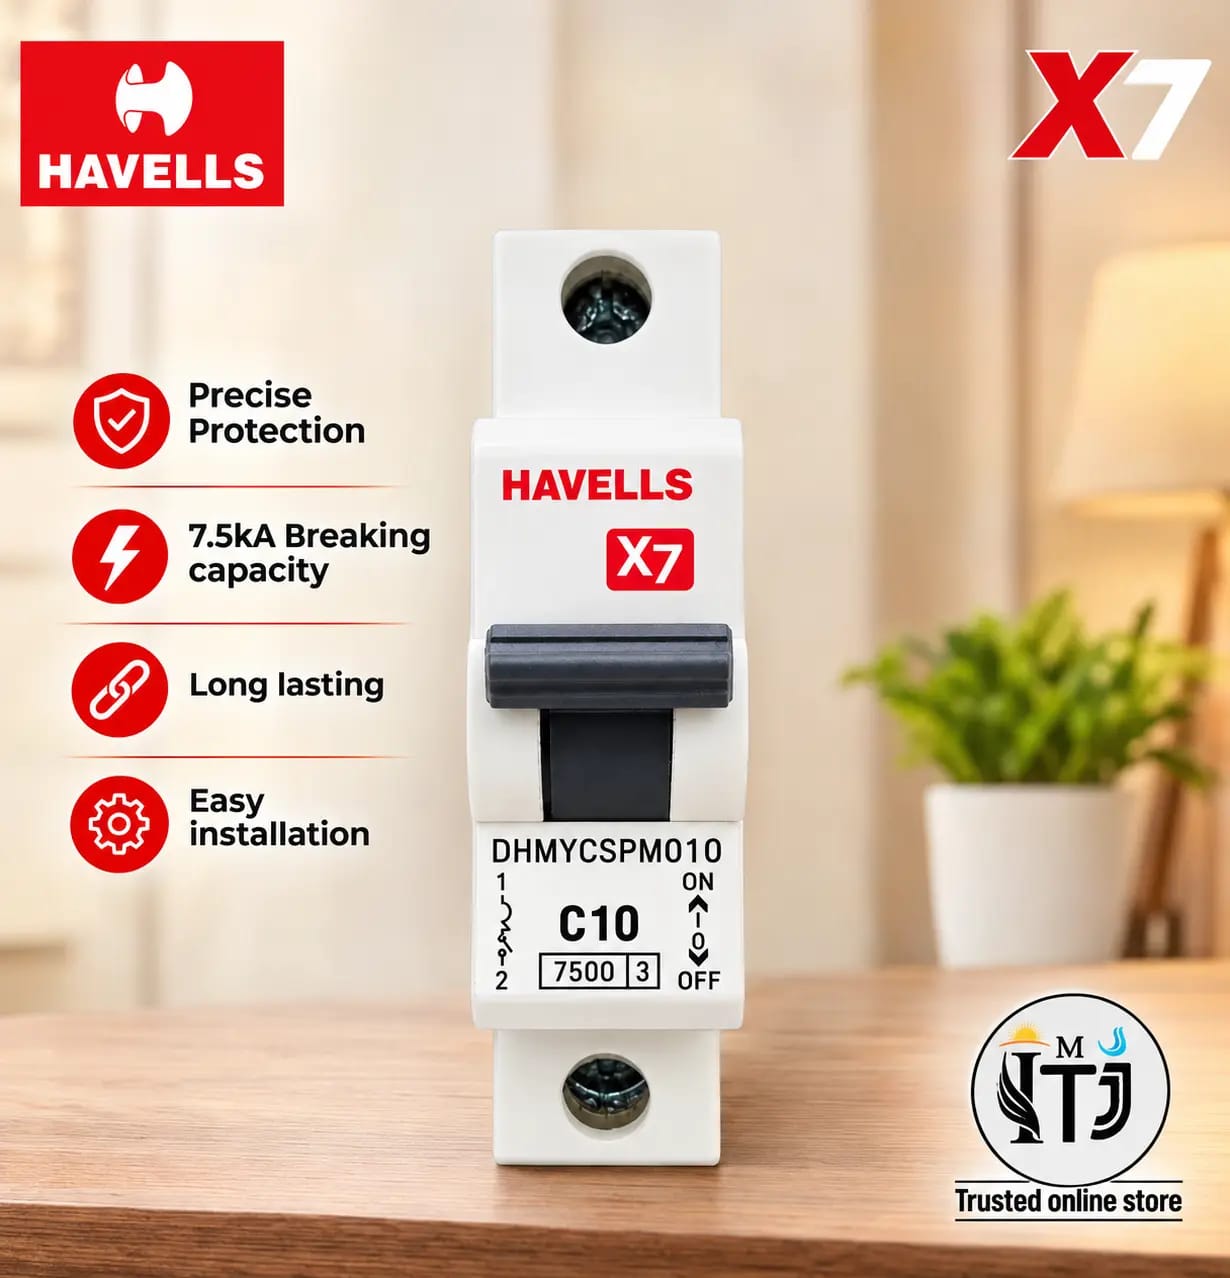 HAVELLS
X7
Precise
Protection
7.5kA Breaking
capacity
Long lasting
Easy
installation
HAVELLS
X7
DHMYCSPM010
1
2
C10
7500 3
ON
I
O
OFF
M
ITJ
Trusted online store